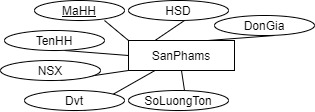 MaHH
HSD
DonGia
TenHH
SanPhams
NSX
Dvt
SoLuongTon